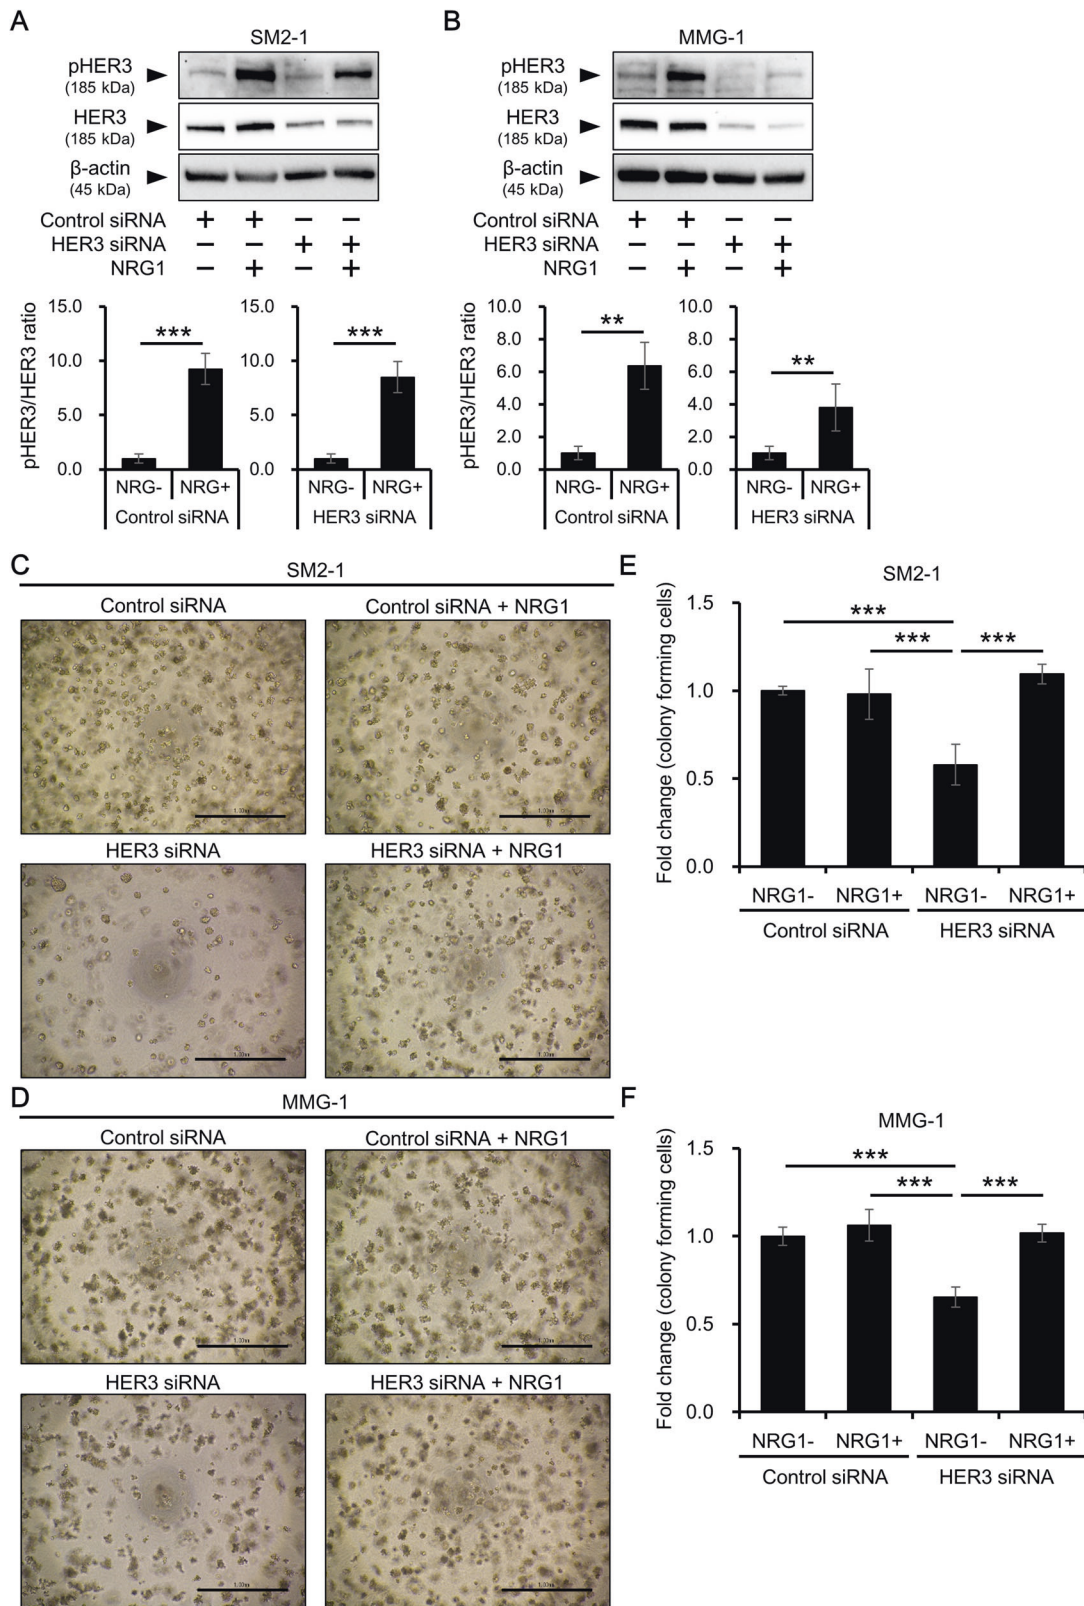 A
SM2-1
pHER3
(185 kDa)
HER3
(185 kDa)
β-actin
(45 kDa)
Control siRNA + + − −
HER3 siRNA − − + +
NRG1 − + − +
pHER3/HER3 ratio
15.0
10.0
5.0
0.0
***
NRG- NRG+
Control siRNA
15.0
10.0
5.0
0.0
***
NRG- NRG+
HER3 siRNA
B
MMG-1
pHER3
(185 kDa)
HER3
(185 kDa)
β-actin
(45 kDa)
Control siRNA + + − −
HER3 siRNA − − + +
NRG1 − + − +
pHER3/HER3 ratio
10.0
8.0
6.0
4.0
2.0
0.0
**
NRG- NRG+
Control siRNA
10.0
8.0
6.0
4.0
2.0
0.0
**
NRG- NRG+
HER3 siRNA
C
SM2-1
Control siRNA
Control siRNA + NRG1
HER3 siRNA
HER3 siRNA + NRG1
D
MMG-1
Control siRNA
Control siRNA + NRG1
HER3 siRNA
HER3 siRNA + NRG1
E
SM2-1
Fold change (colony forming cells)
1.5
1.0
0.5
0.0
***
*** ***
NRG1- NRG1+ NRG1- NRG1+
Control siRNA HER3 siRNA
F
MMG-1
Fold change (colony forming cells)
1.5
1.0
0.5
0.0
***
*** ***
NRG1- NRG1+ NRG1- NRG1+
Control siRNA HER3 siRNA